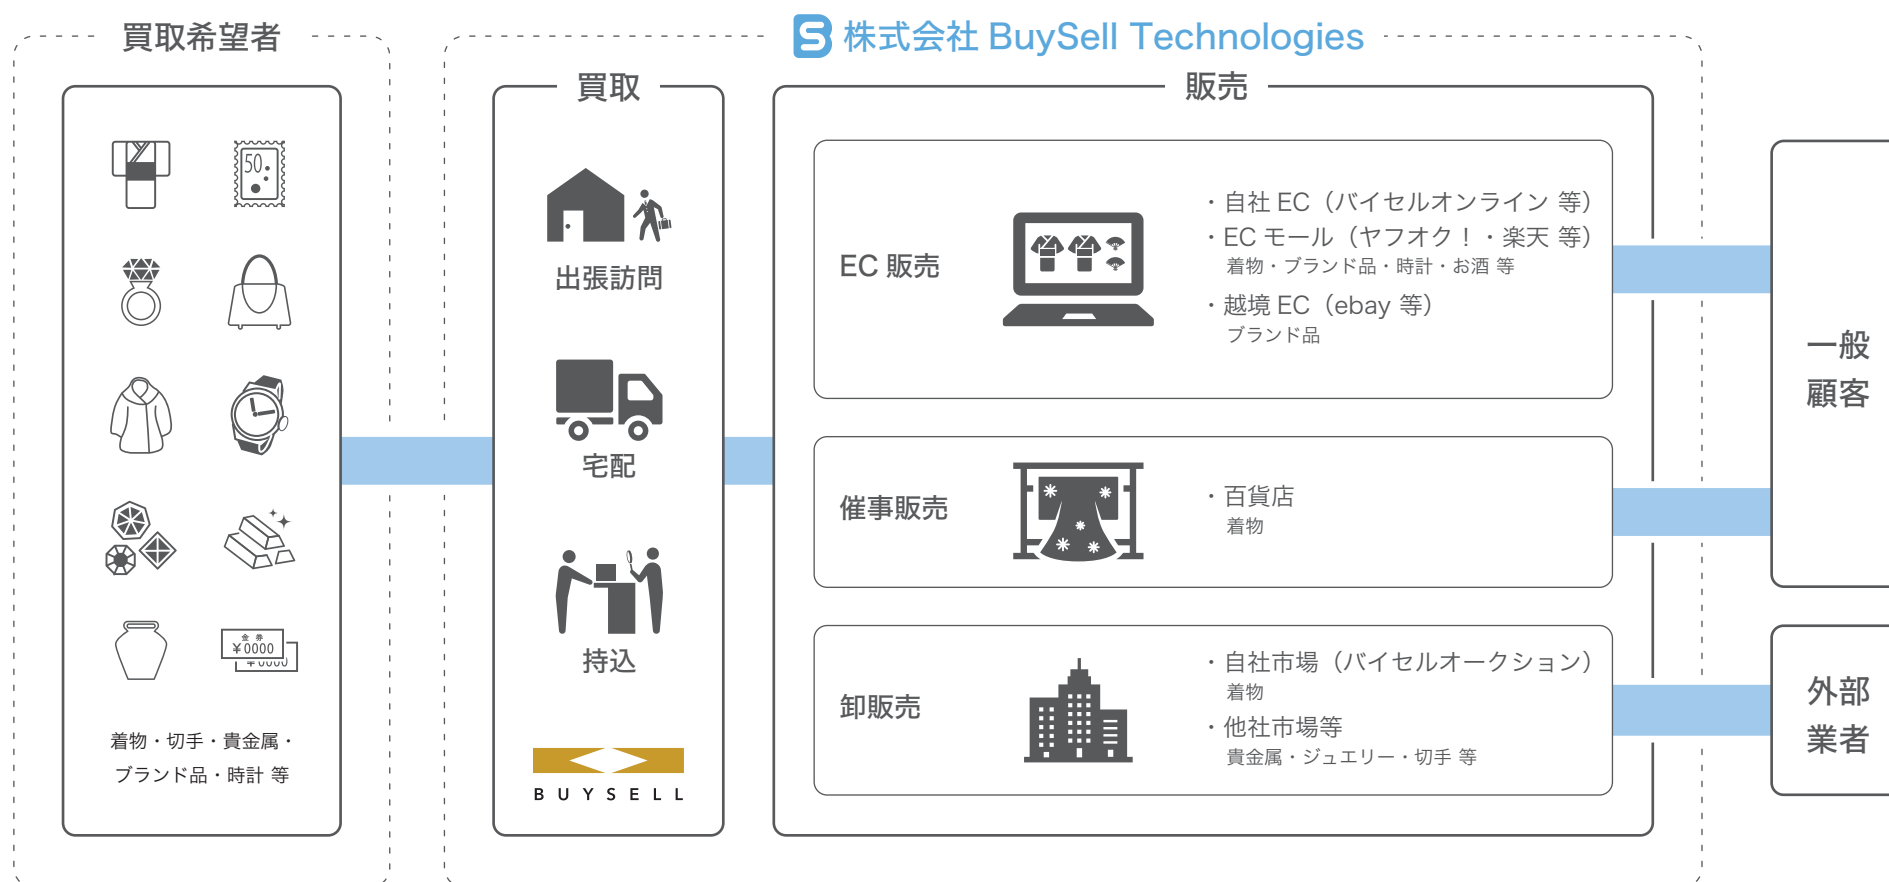 買取希望者
50
金 券
¥0000
着物・切手・貴金属・
ブランド品・時計 等
株式会社 BuySell Technologies
買取
出張訪問
宅配
持込
BUYSELL
販売
EC 販売
・自社 EC（バイセルオンライン 等）
・EC モール（ヤフオク！・楽天 等）
着物・ブランド品・時計・お酒 等
・越境 EC（ebay 等）
ブランド品
催事販売
・百貨店
着物
卸販売
・自社市場（バイセルオークション）
着物
・他社市場等
貴金属・ジュエリー・切手 等
一般
顧客
外部
業者